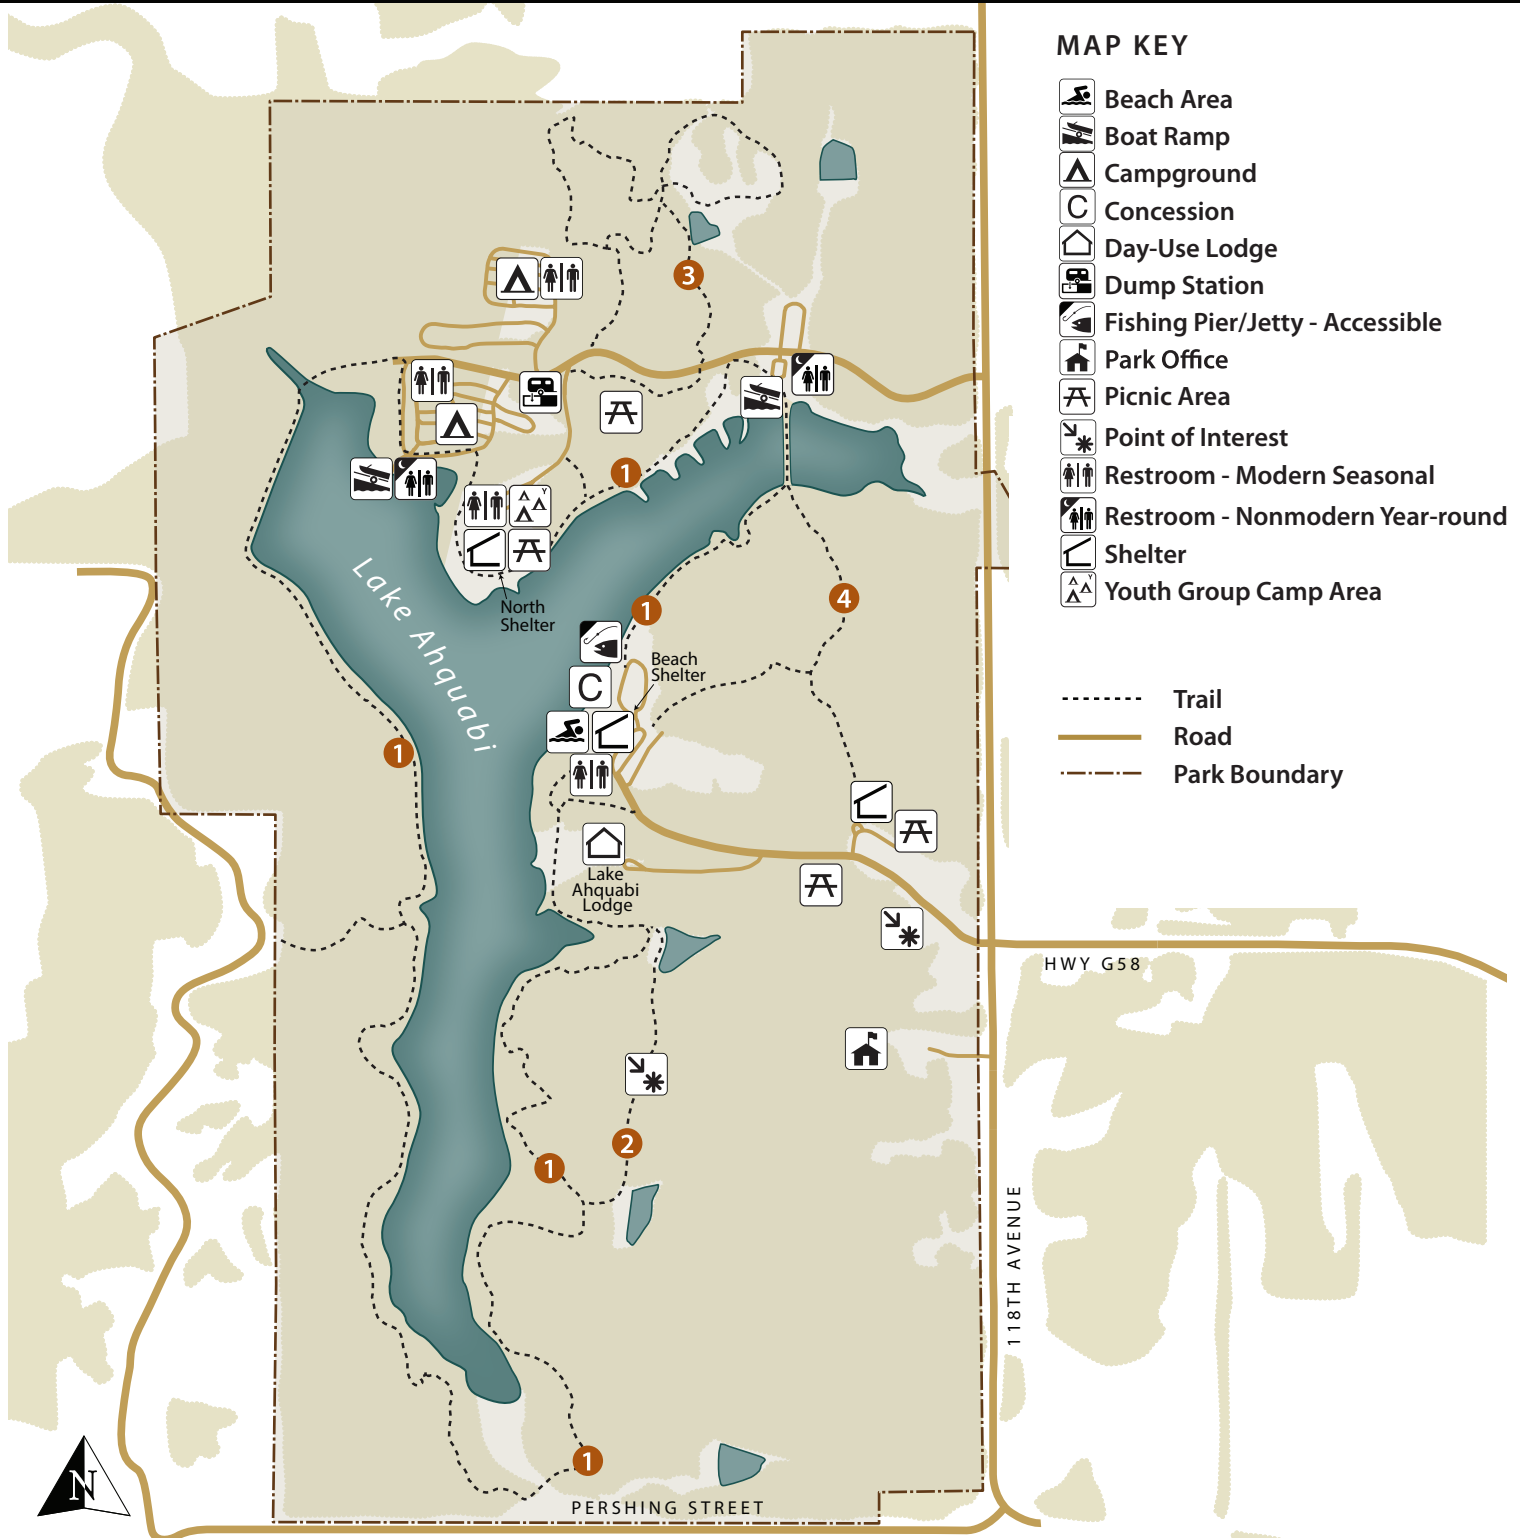 MAP KEY
Beach Area
Boat Ramp
Campground
C Concession
Day-Use Lodge
Dump Station
Fishing Pier/Jetty - Accessible
Park Office
Picnic Area
Point of Interest
Restroom - Modern Seasonal
Restroom - Nonmodern Year-round
Shelter
Y Youth Group Camp Area
Trail
Road
Park Boundary
3
1
Y
Lake Ahquabi
North
Shelter
1
4
Beach
Shelter
C
1
Lake
Ahquabi
Lodge
HWY G58
2
1
118TH AVENUE
1
N
PERSHING STREET